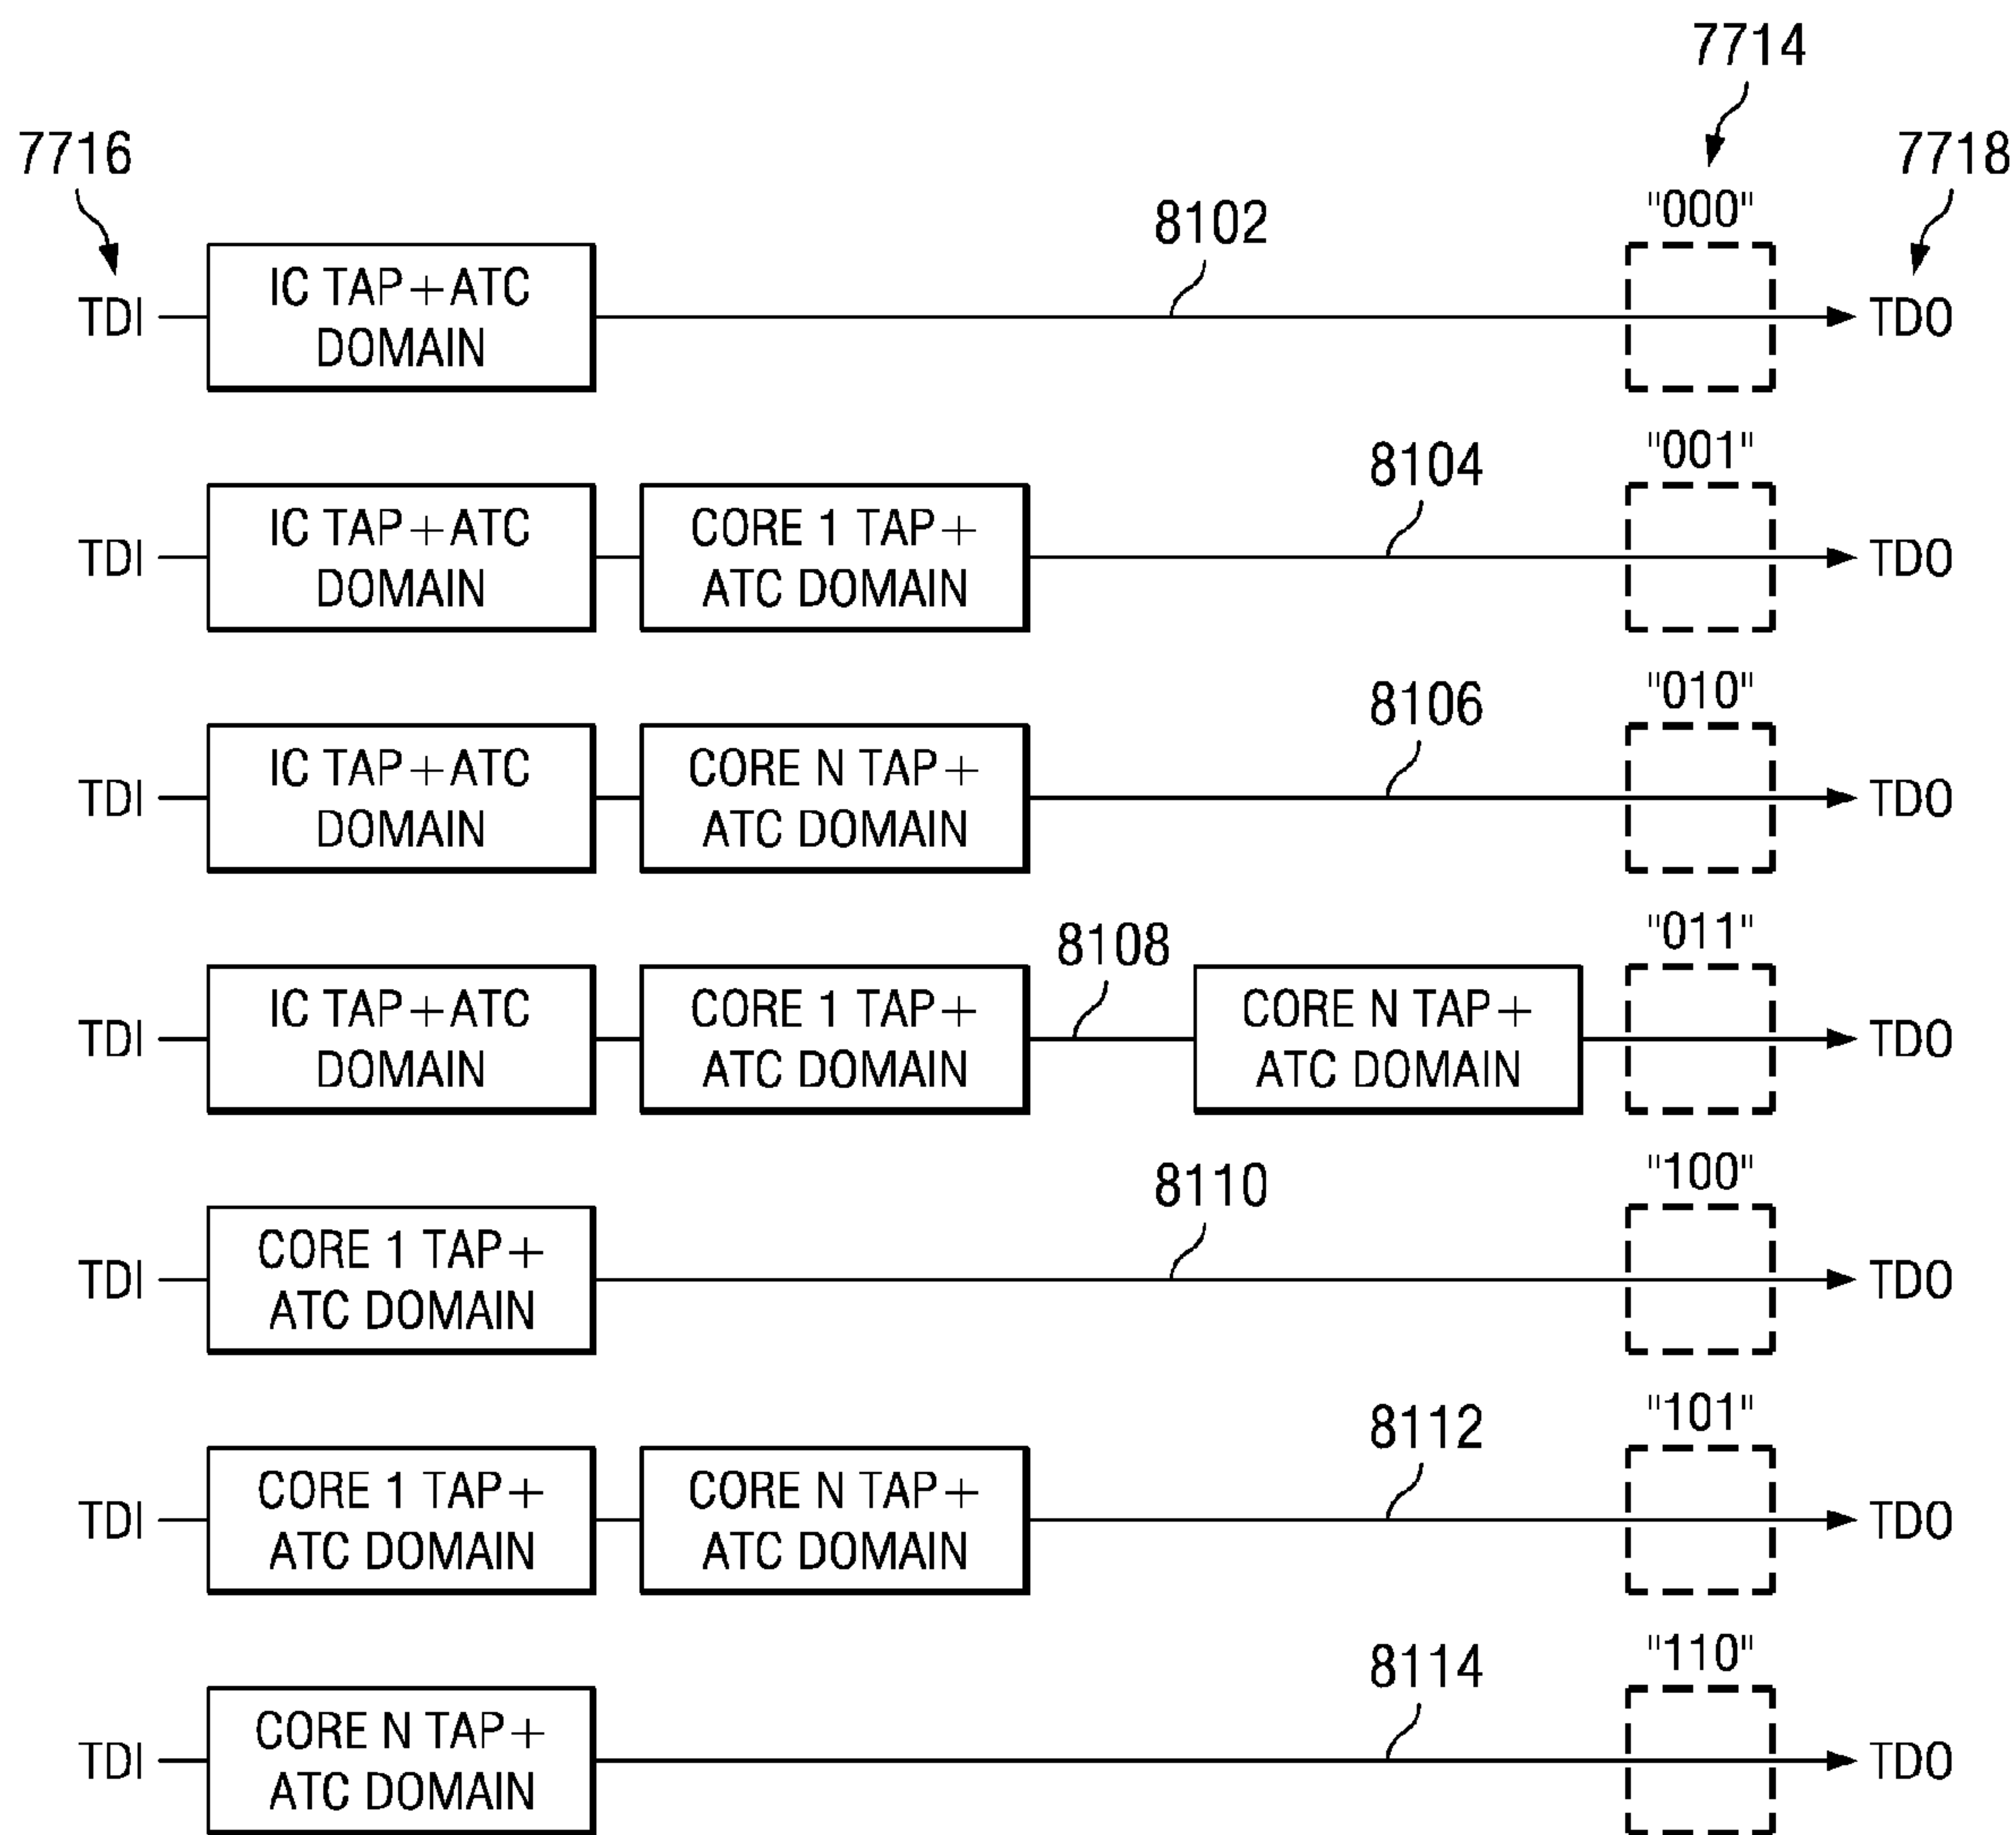 7714
7716
7718
8102
"000"
TDI
IC TAP+ATC
DOMAIN
TDO
8104
"001"
TDI
IC TAP+ATC
DOMAIN
CORE 1 TAP+
ATC DOMAIN
TDO
8106
"010"
TDI
IC TAP+ATC
DOMAIN
CORE N TAP+
ATC DOMAIN
TDO
8108
"011"
TDI
IC TAP+ATC
DOMAIN
CORE 1 TAP+
ATC DOMAIN
CORE N TAP+
ATC DOMAIN
TDO
8110
"100"
TDI
CORE 1 TAP+
ATC DOMAIN
TDO
8112
"101"
TDI
CORE 1 TAP+
ATC DOMAIN
CORE N TAP+
ATC DOMAIN
TDO
8114
"110"
TDI
CORE N TAP+
ATC DOMAIN
TDO